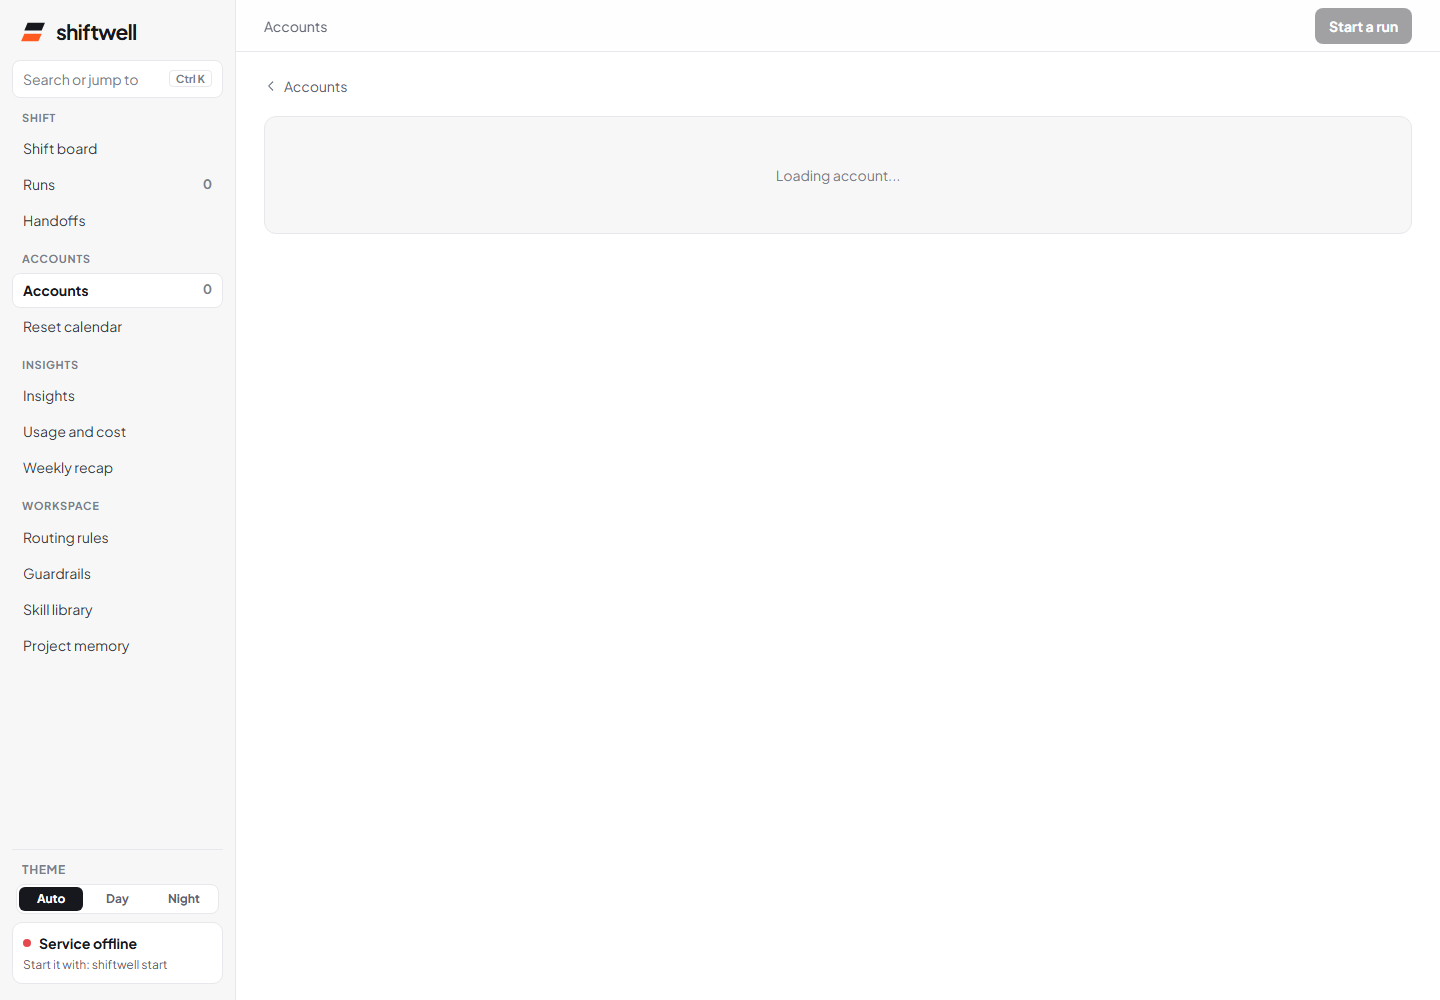 shiftwell
Search or jump to
Ctrl K
SHIFT
Shift board
Runs 0
Handoffs
ACCOUNTS
Accounts 0
Reset calendar
INSIGHTS
Insights
Usage and cost
Weekly recap
WORKSPACE
Routing rules
Guardrails
Skill library
Project memory
THEME
Auto Day Night
Service offline
Start it with: shiftwell start
Accounts
Start a run
Accounts
Loading account...